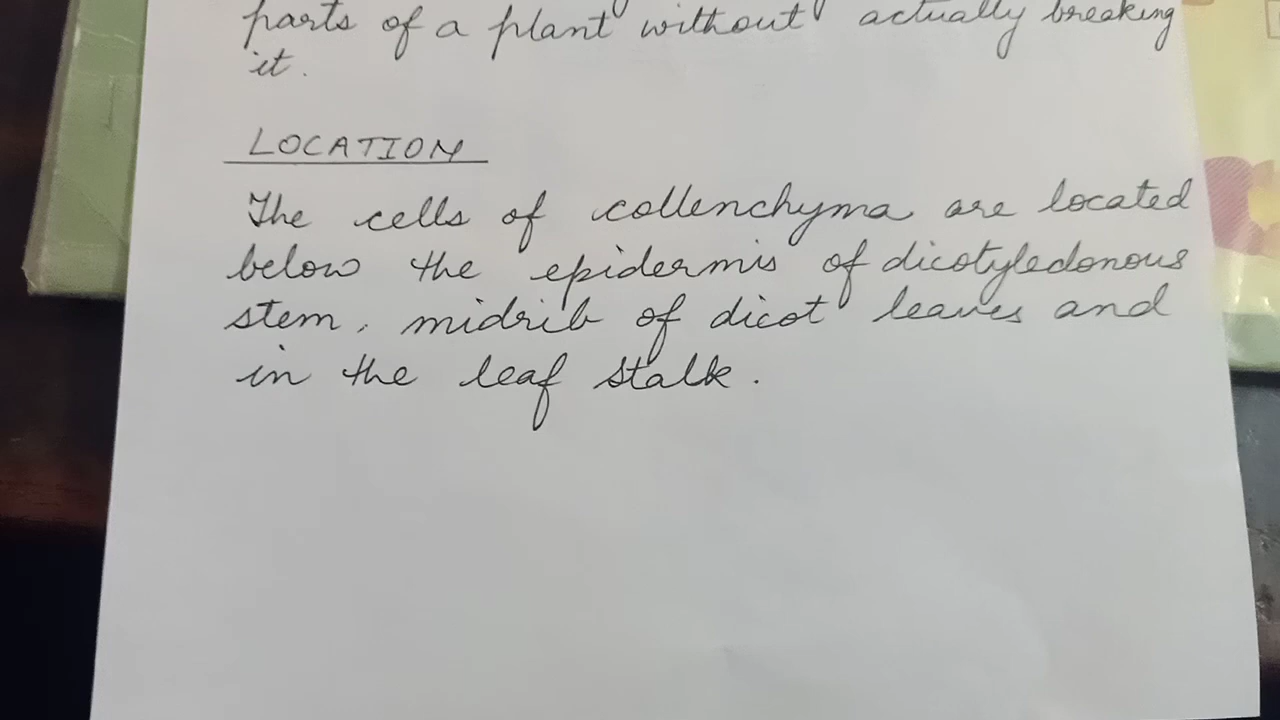 parts of a plant without actually breaking
it.
LOCATION
The cells of collenchyma are located
below the epidermis of dicotyledonous
stem, midrib of dicot leaves and
in the leaf stalk.